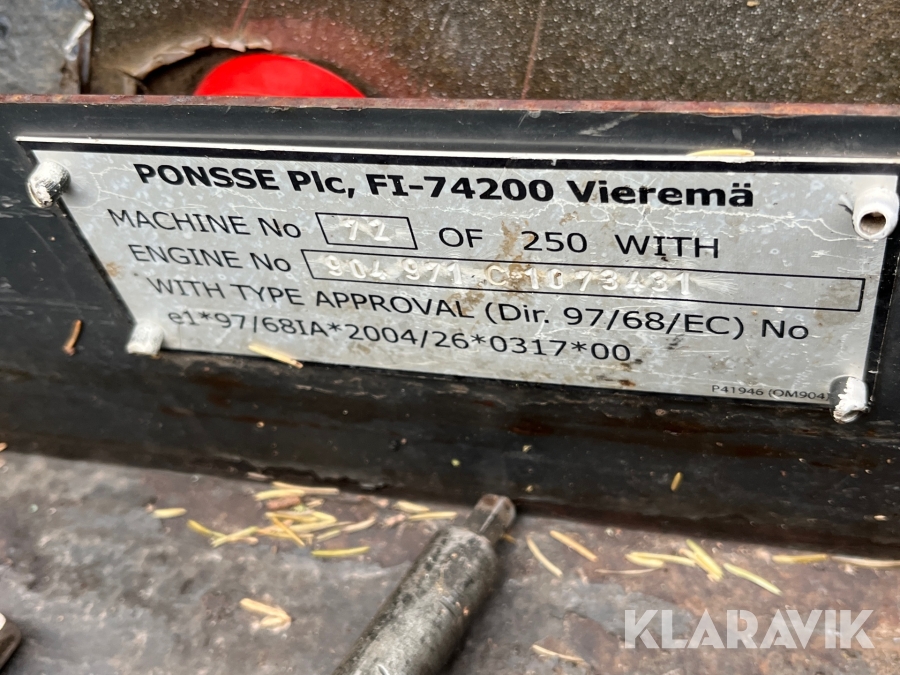 PONSSE Plc, FI-74200 Vieremä
MACHINE No 72 OF 250 WITH
ENGINE No 904 971-C-1073431
WITH TYPE APPROVAL (Dir. 97/68/EC) No
e1*97/68IA*2004/26*0317*00
P41946 (OM904)
KLARAVIK